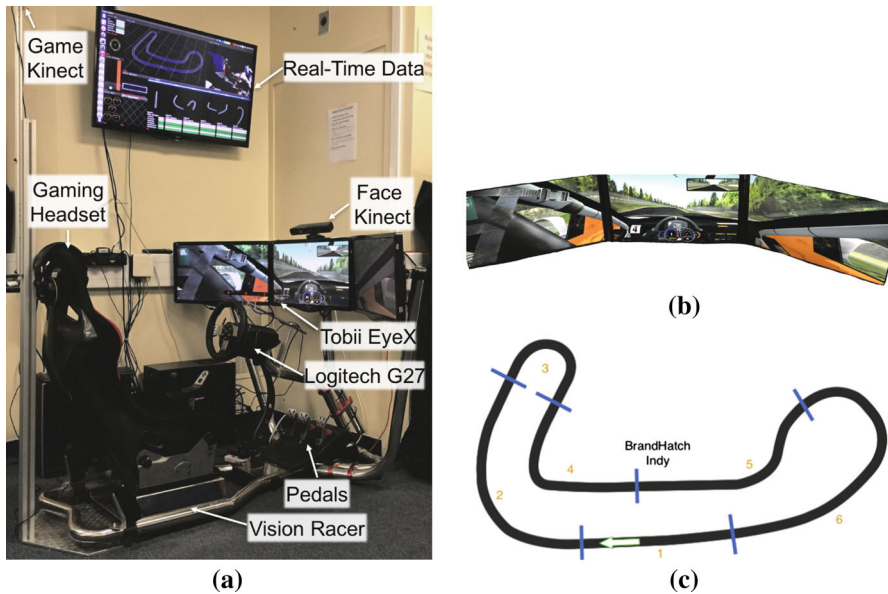 Game
Kinect
Real-Time Data
Gaming
Headset
Face
Kinect
Tobii EyeX
Logitech G27
Pedals
Vision Racer
(a)
(b)
3
BrandHatch
Indy
4
5
2
6
1
(c)